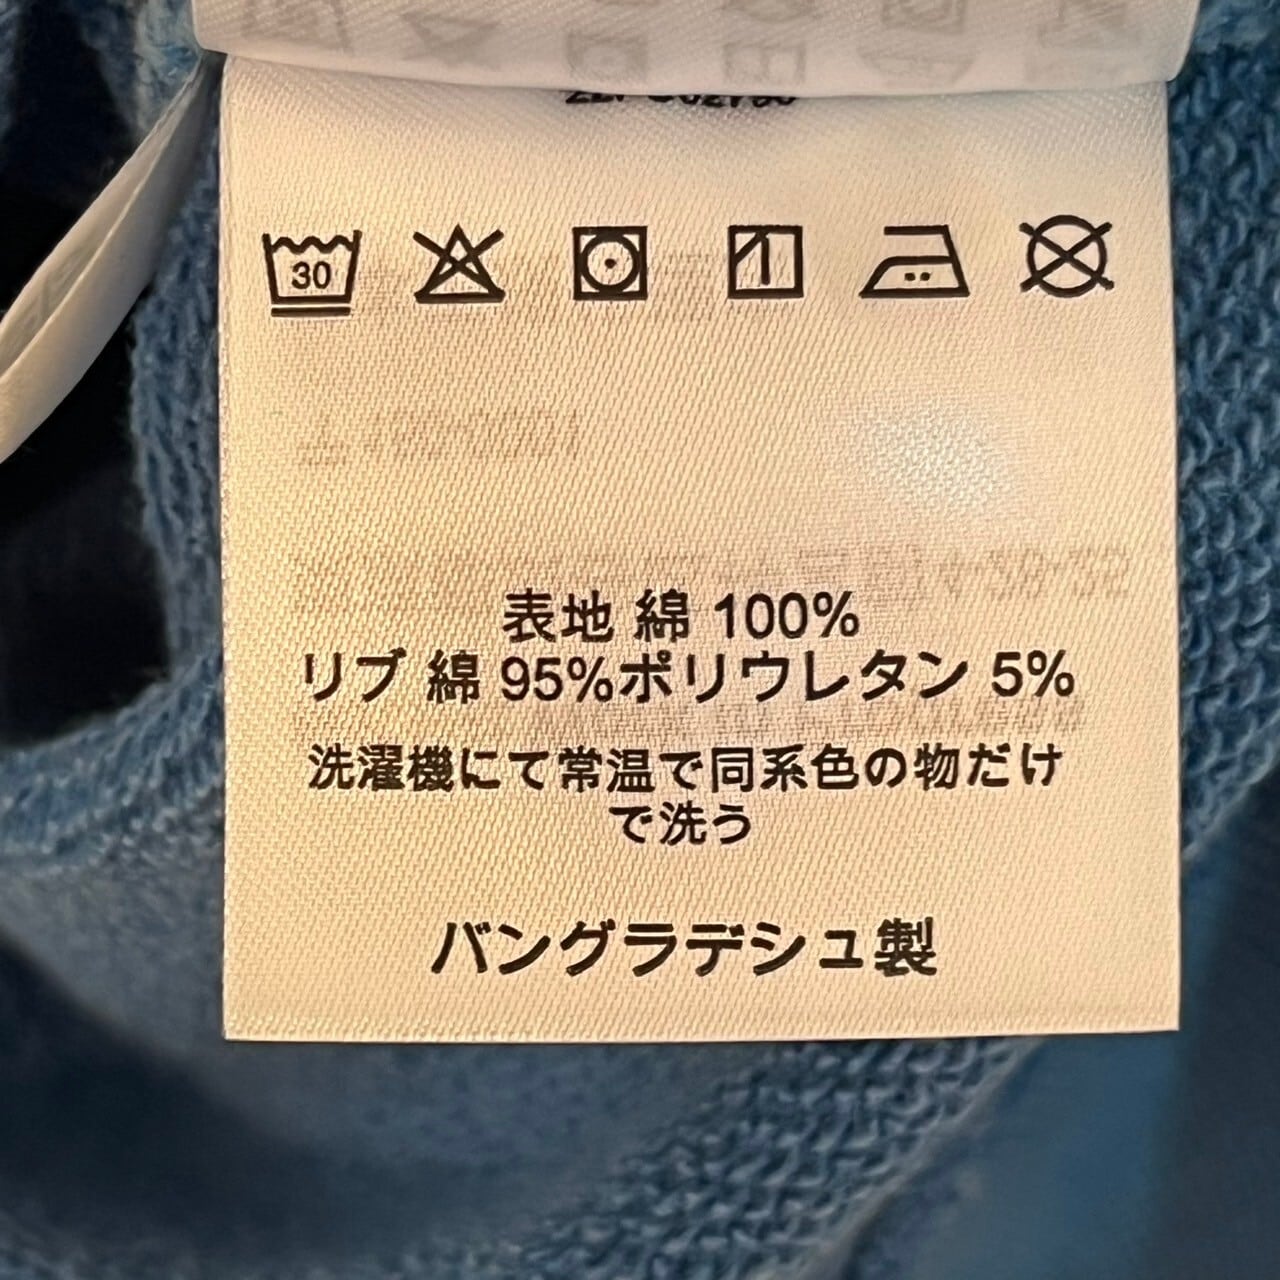 30
表地 綿 100%
リブ 綿 95%ポリウレタン 5%
洗濯機にて常温で同系色の物だけ
で洗う
バングラデシュ製